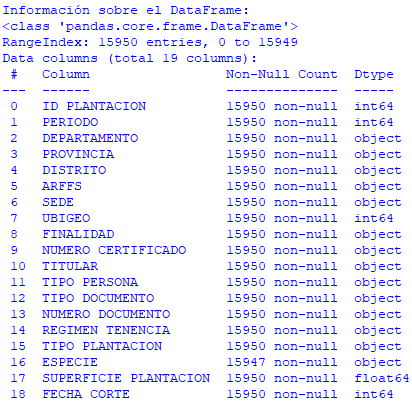 Información sobre el DataFrame:
<class 'pandas.core.frame.DataFrame'>
RangeIndex: 15950 entries, 0 to 15949
Data columns (total 19 columns):
 #   Column                 Non-Null Count  Dtype
---  ------                 --------------  -----
 0   ID PLANTACION          15950 non-null  int64
 1   PERIODO                15950 non-null  int64
 2   DEPARTAMENTO           15950 non-null  object
 3   PROVINCIA              15950 non-null  object
 4   DISTRITO               15950 non-null  object
 5   ARFFS                  15950 non-null  object
 6   SEDE                   15950 non-null  object
 7   UBIGEO                 15950 non-null  int64
 8   FINALIDAD              15950 non-null  object
 9   NUMERO CERTIFICADO     15950 non-null  object
 10  TITULAR                15950 non-null  object
 11  TIPO PERSONA           15950 non-null  object
 12  TIPO DOCUMENTO         15950 non-null  object
 13  NUMERO DOCUMENTO       15950 non-null  object
 14  REGIMEN TENENCIA       15950 non-null  object
 15  TIPO PLANTACION        15950 non-null  object
 16  ESPECIE                15947 non-null  object
 17  SUPERFICIE PLANTACION  15950 non-null  float64
 18  FECHA CORTE            15950 non-null  int64